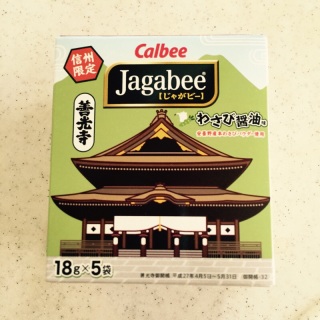 信州
限定
Calbee
Jagabee
【じゃがビー】
善光寺
わさび醤油味
18g×5袋